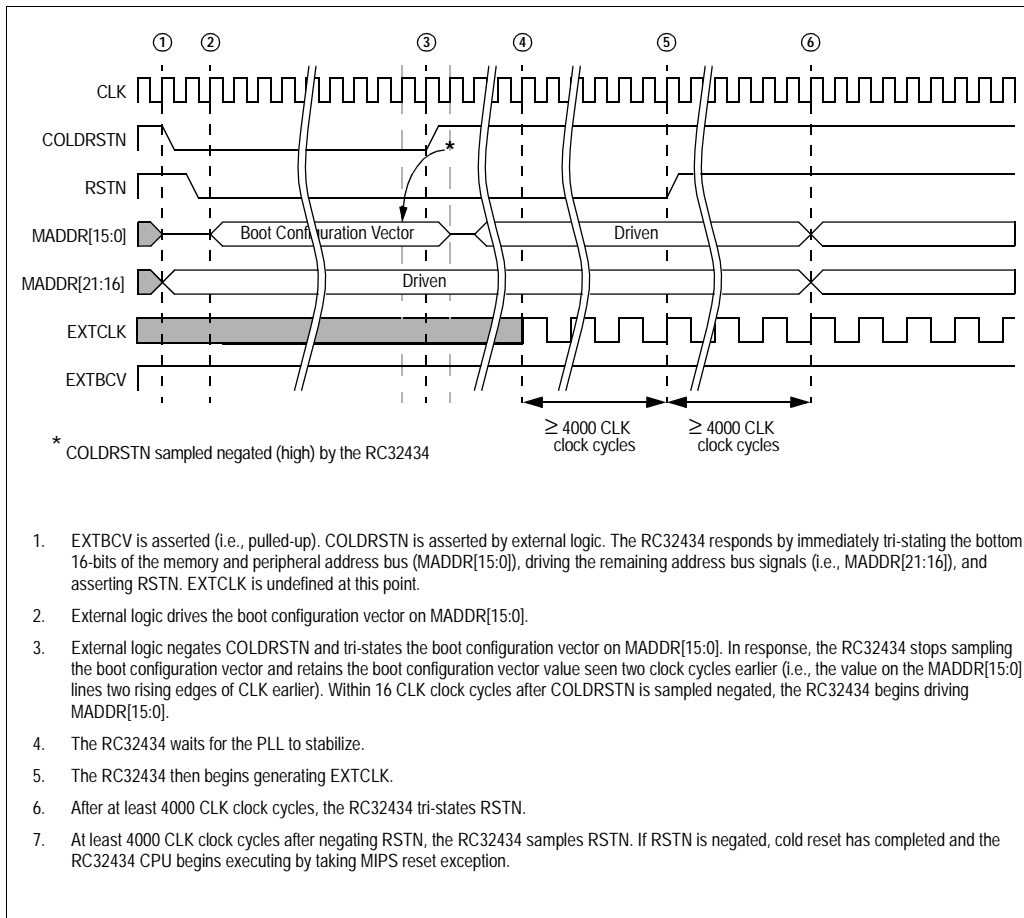 1 2 3 4 5 6
CLK
COLDRSTN
*
RSTN
MADDR[15:0] Boot Configuration Vector Driven
MADDR[21:16] Driven
EXTCLK
EXTBCV
≥ 4000 CLK ≥ 4000 CLK
clock cycles clock cycles
* COLDRSTN sampled negated (high) by the RC32434
1. EXTBCV is asserted (i.e., pulled-up). COLDRSTN is asserted by external logic. The RC32434 responds by immediately tri-stating the bottom
16-bits of the memory and peripheral address bus (MADDR[15:0]), driving the remaining address bus signals (i.e., MADDR[21:16]), and
asserting RSTN. EXTCLK is undefined at this point.
2. External logic drives the boot configuration vector on MADDR[15:0].
3. External logic negates COLDRSTN and tri-states the boot configuration vector on MADDR[15:0]. In response, the RC32434 stops sampling
the boot configuration vector and retains the boot configuration vector value seen two clock cycles earlier (i.e., the value on the MADDR[15:0]
lines two rising edges of CLK earlier). Within 16 CLK clock cycles after COLDRSTN is sampled negated, the RC32434 begins driving
MADDR[15:0].
4. The RC32434 waits for the PLL to stabilize.
5. The RC32434 then begins generating EXTCLK.
6. After at least 4000 CLK clock cycles, the RC32434 tri-states RSTN.
7. At least 4000 CLK clock cycles after negating RSTN, the RC32434 samples RSTN. If RSTN is negated, cold reset has completed and the
RC32434 CPU begins executing by taking MIPS reset exception.